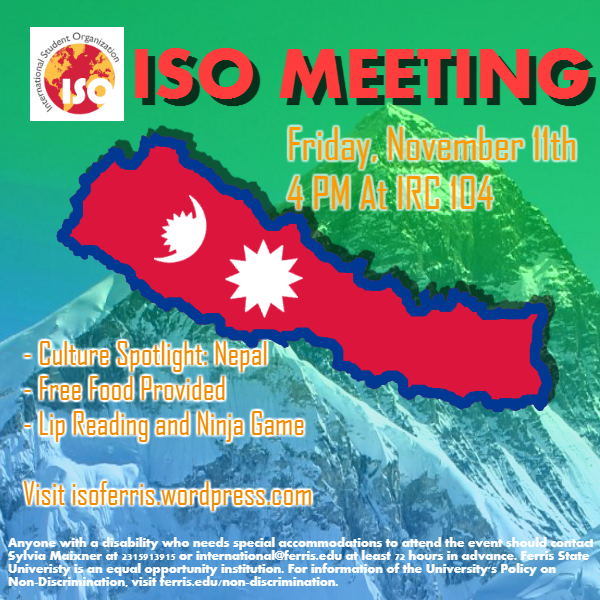 International Student Organization
ISO
ISO MEETING
Friday, November 11th
4 PM At IRC 104
- Culture Spotlight: Nepal
- Free Food Provided
- Lip Reading and Ninja Game
Visit isoferris.wordpress.com
Anyone with a disability who needs special accommodations to attend the event should contact
Sylvia Maixner at 2315913915 or international@ferris.edu at least 72 hours in advance. Ferris State
Univeristy is an equal opportunity institution. For information of the University's Policy on
Non-Discrimination, visit ferris.edu/non-discrimination.